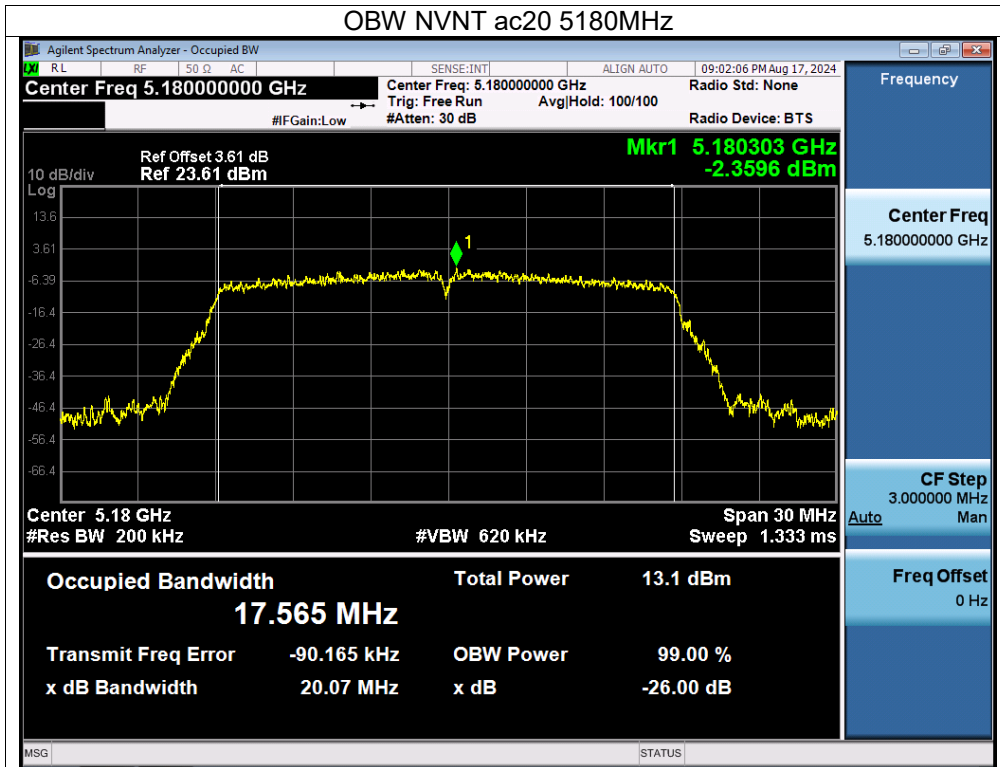 OBW NVNT ac20 5180MHz
Agilent Spectrum Analyzer - Occupied BW
LXI RL RF 50 Ω AC SENSE:INT ALIGN AUTO 09:02:06 PM Aug 17, 2024
Center Freq 5.180000000 GHz
Center Freq: 5.180000000 GHz
Radio Std: None
Trig: Free Run Avg|Hold: 100/100
#IFGain:Low
#Atten: 30 dB
Radio Device: BTS
Frequency
Ref Offset 3.61 dB
Mkr1 5.180303 GHz
10 dB/div Ref 23.61 dBm
-2.3596 dBm
Log
13.6
3.61
-6.39
-16.4
-26.4
-36.4
-46.4
-56.4
-66.4
1
Center 5.18 GHz
Span 30 MHz
#Res BW 200 kHz
#VBW 620 kHz
Sweep 1.333 ms
Occupied Bandwidth
17.565 MHz
Total Power 13.1 dBm
Transmit Freq Error -90.165 kHz
OBW Power 99.00 %
x dB Bandwidth 20.07 MHz
x dB -26.00 dB
Center Freq
5.180000000 GHz
CF Step
3.000000 MHz
Auto Man
Freq Offset
0 Hz
MSG
STATUS